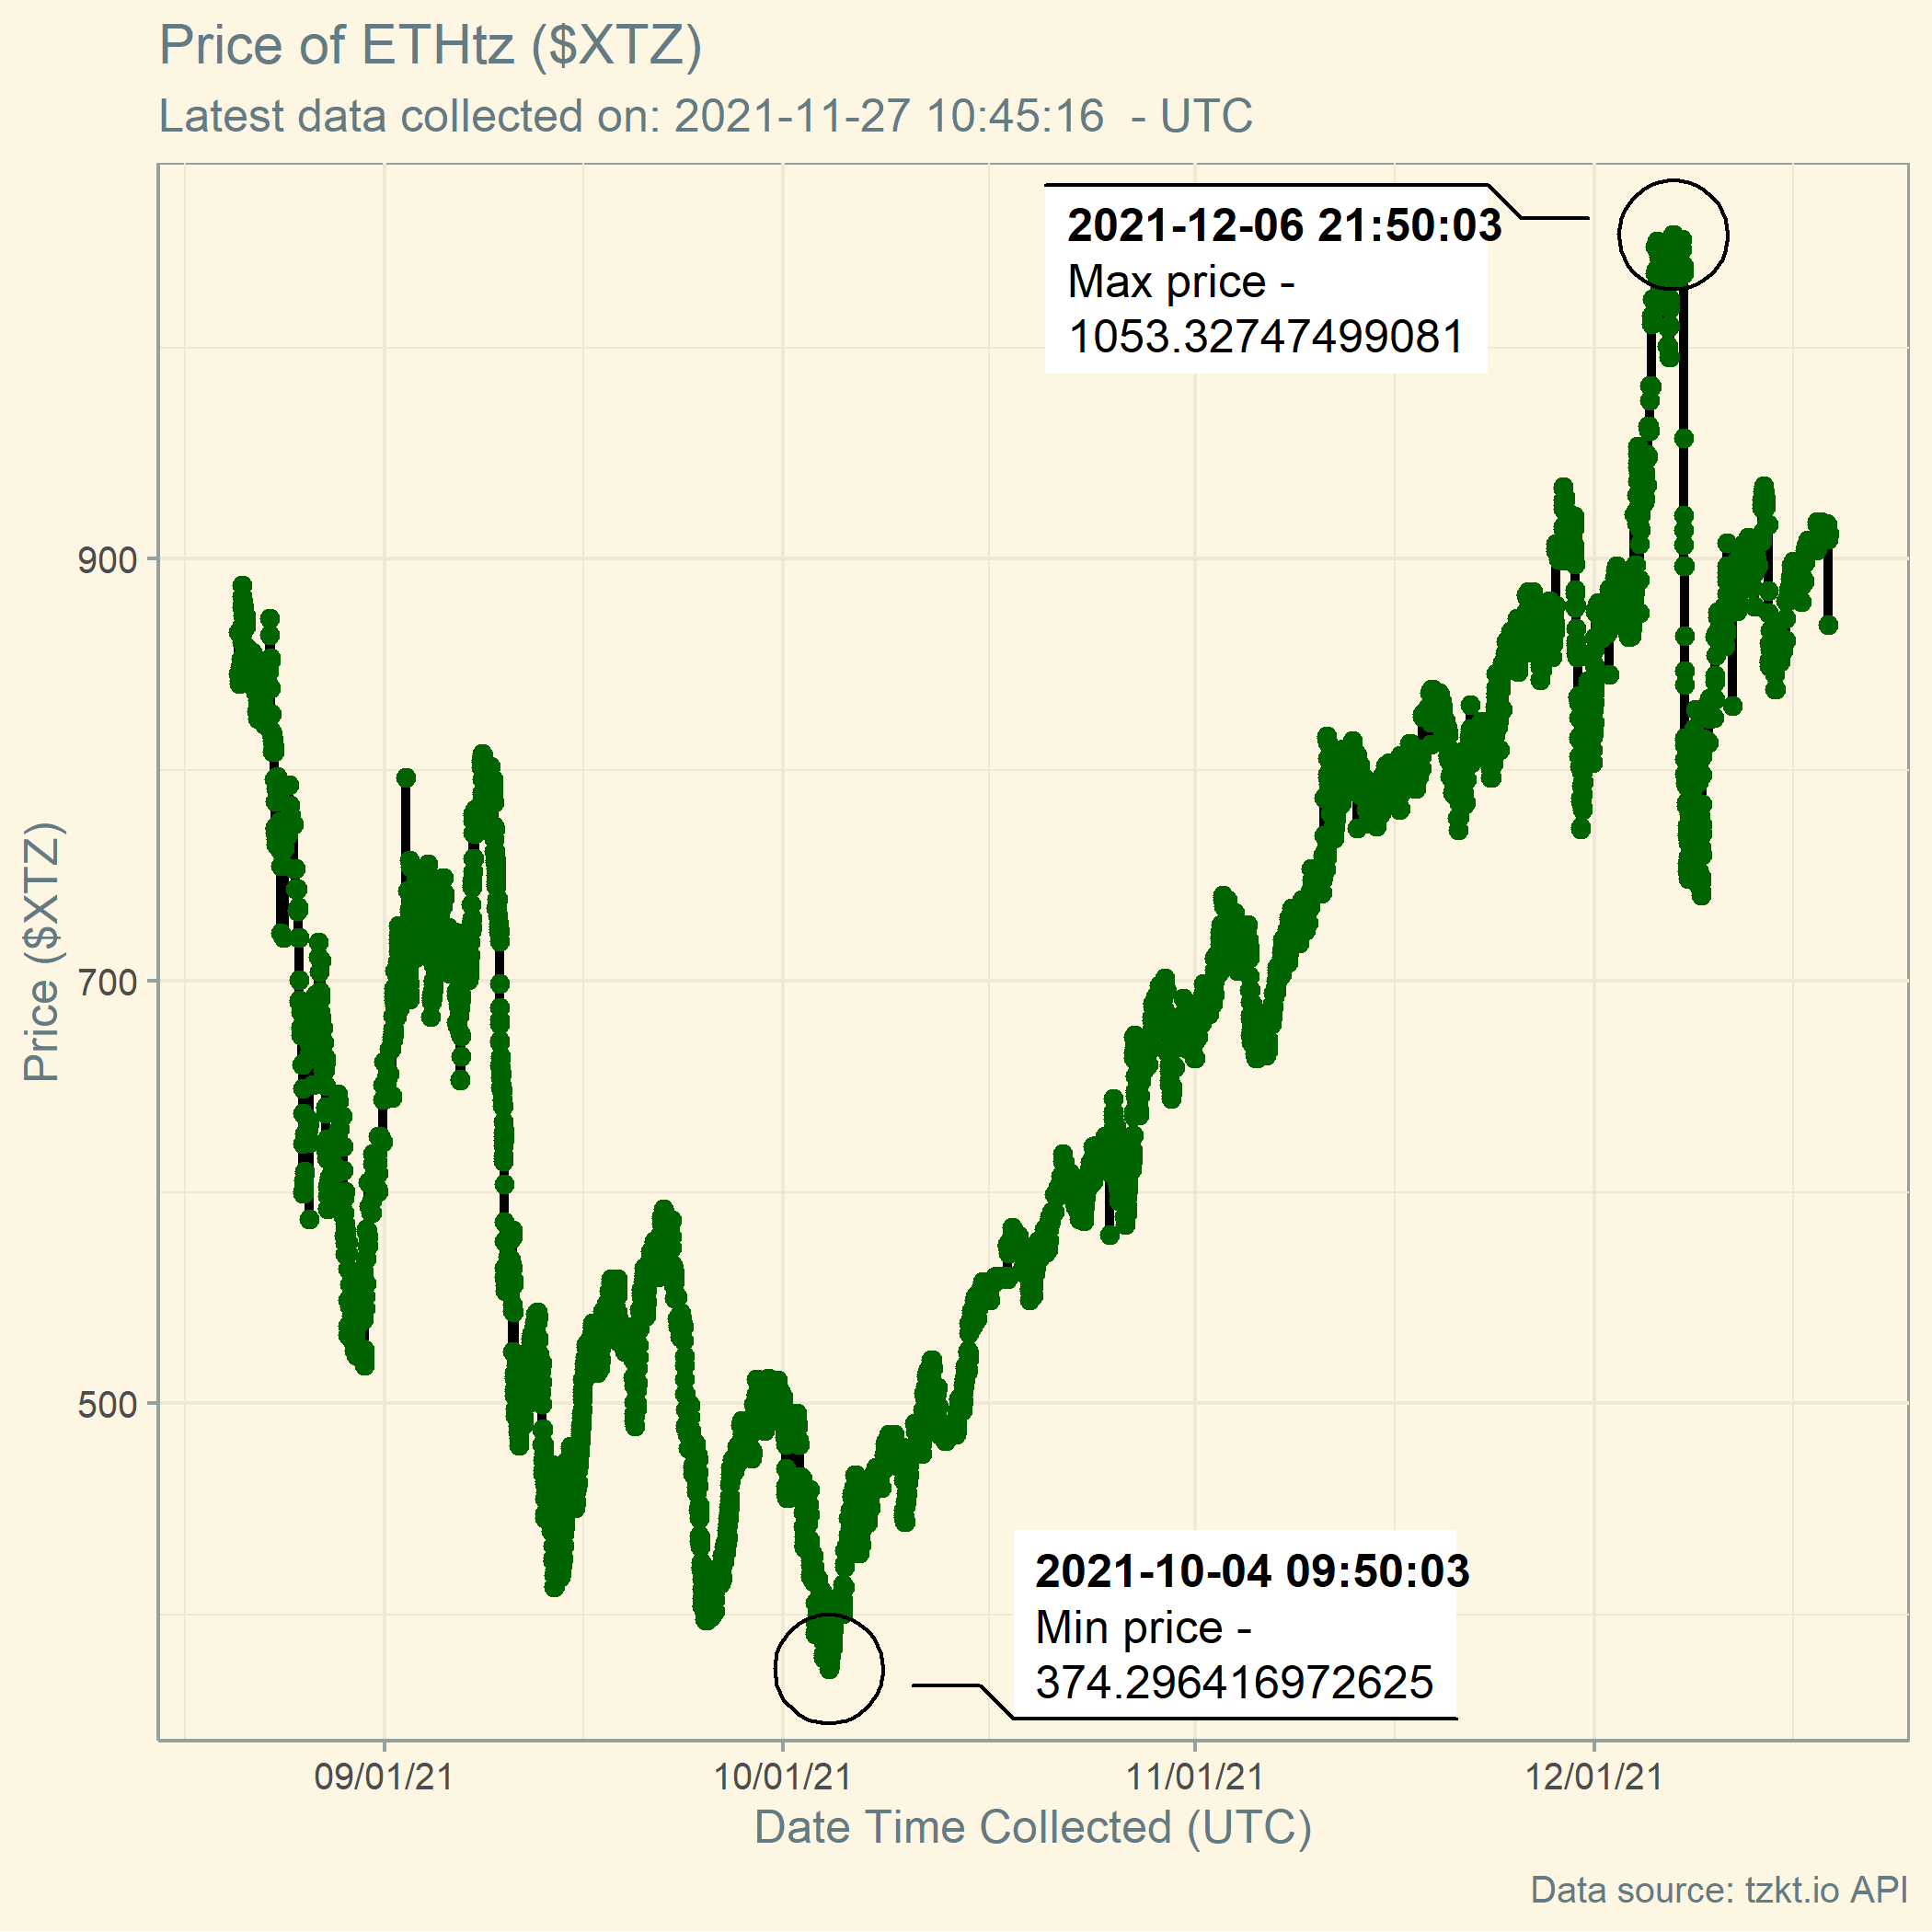 Price of ETHtz ($XTZ)
Latest data collected on: 2021-11-27 10:45:16  - UTC
2021-12-06 21:50:03
Max price -
1053.32747499081
900
700
500
Price ($XTZ)
2021-10-04 09:50:03
Min price -
374.296416972625
09/01/21 10/01/21 11/01/21 12/01/21
Date Time Collected (UTC)
Data source: tzkt.io API